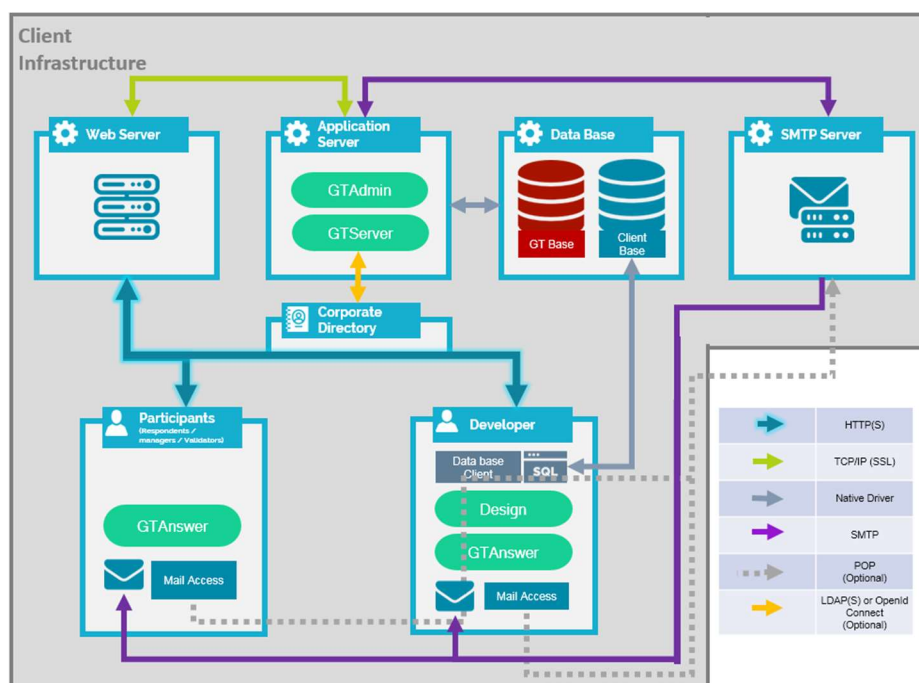 Client
Infrastructure
Web Server
Application
Server
Data Base
SMTP Server
GTAdmin
GTServer
GT Base
Client
Base
Corporate
Directory
Participants
(Respondents /
managers / Validators)
Developer
Data base
Client
SQL
GTAnswer
Design
GTAnswer
Mail Access
Mail Access
HTTP(S)
TCP/IP (SSL)
Native Driver
SMTP
POP
(Optional)
LDAP(S) or OpenId
Connect
(Optional)